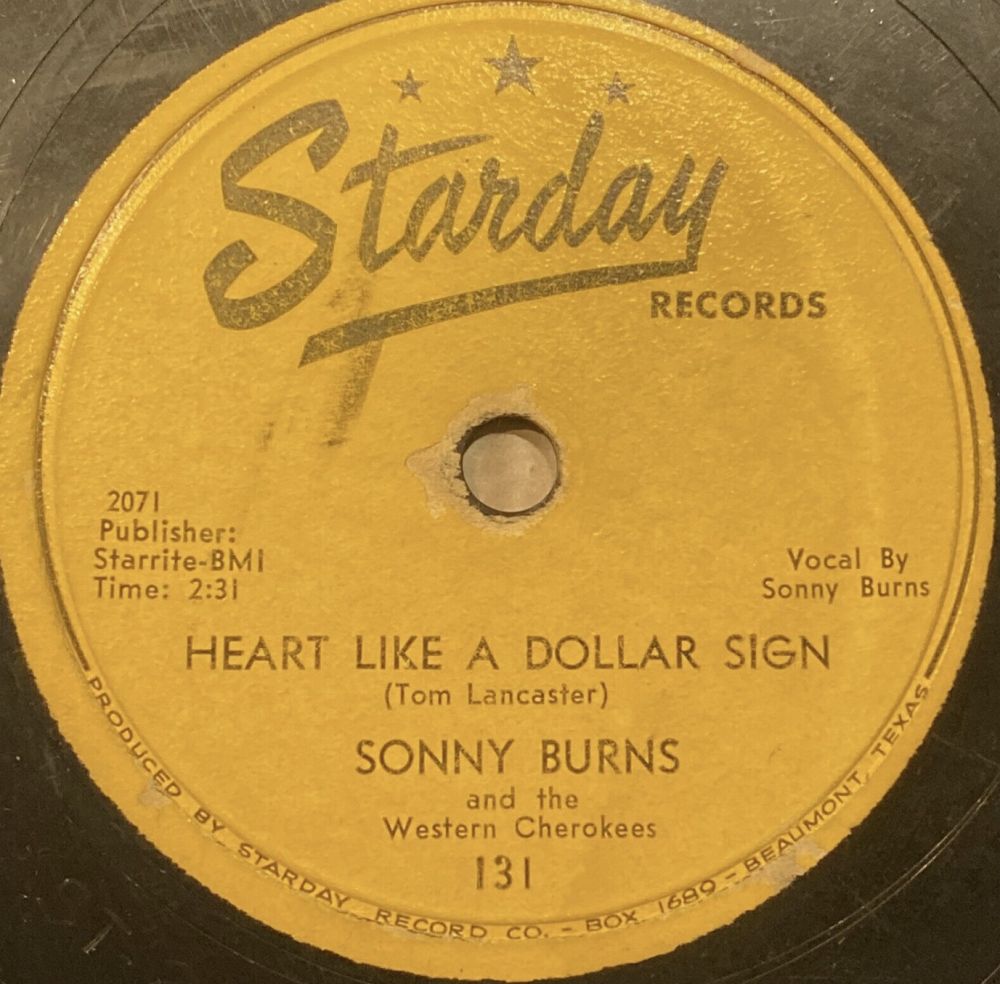 Starday
RECORDS
2071
Publisher:
Starrite-BMI
Time: 2:31
Vocal By
Sonny Burns
HEART LIKE A DOLLAR SIGN
(Tom Lancaster)
SONNY BURNS
and the
Western Cherokees
131
PRODUCED BY STARDAY RECORD CO. - BOX 1689 - BEAUMONT, TEXAS